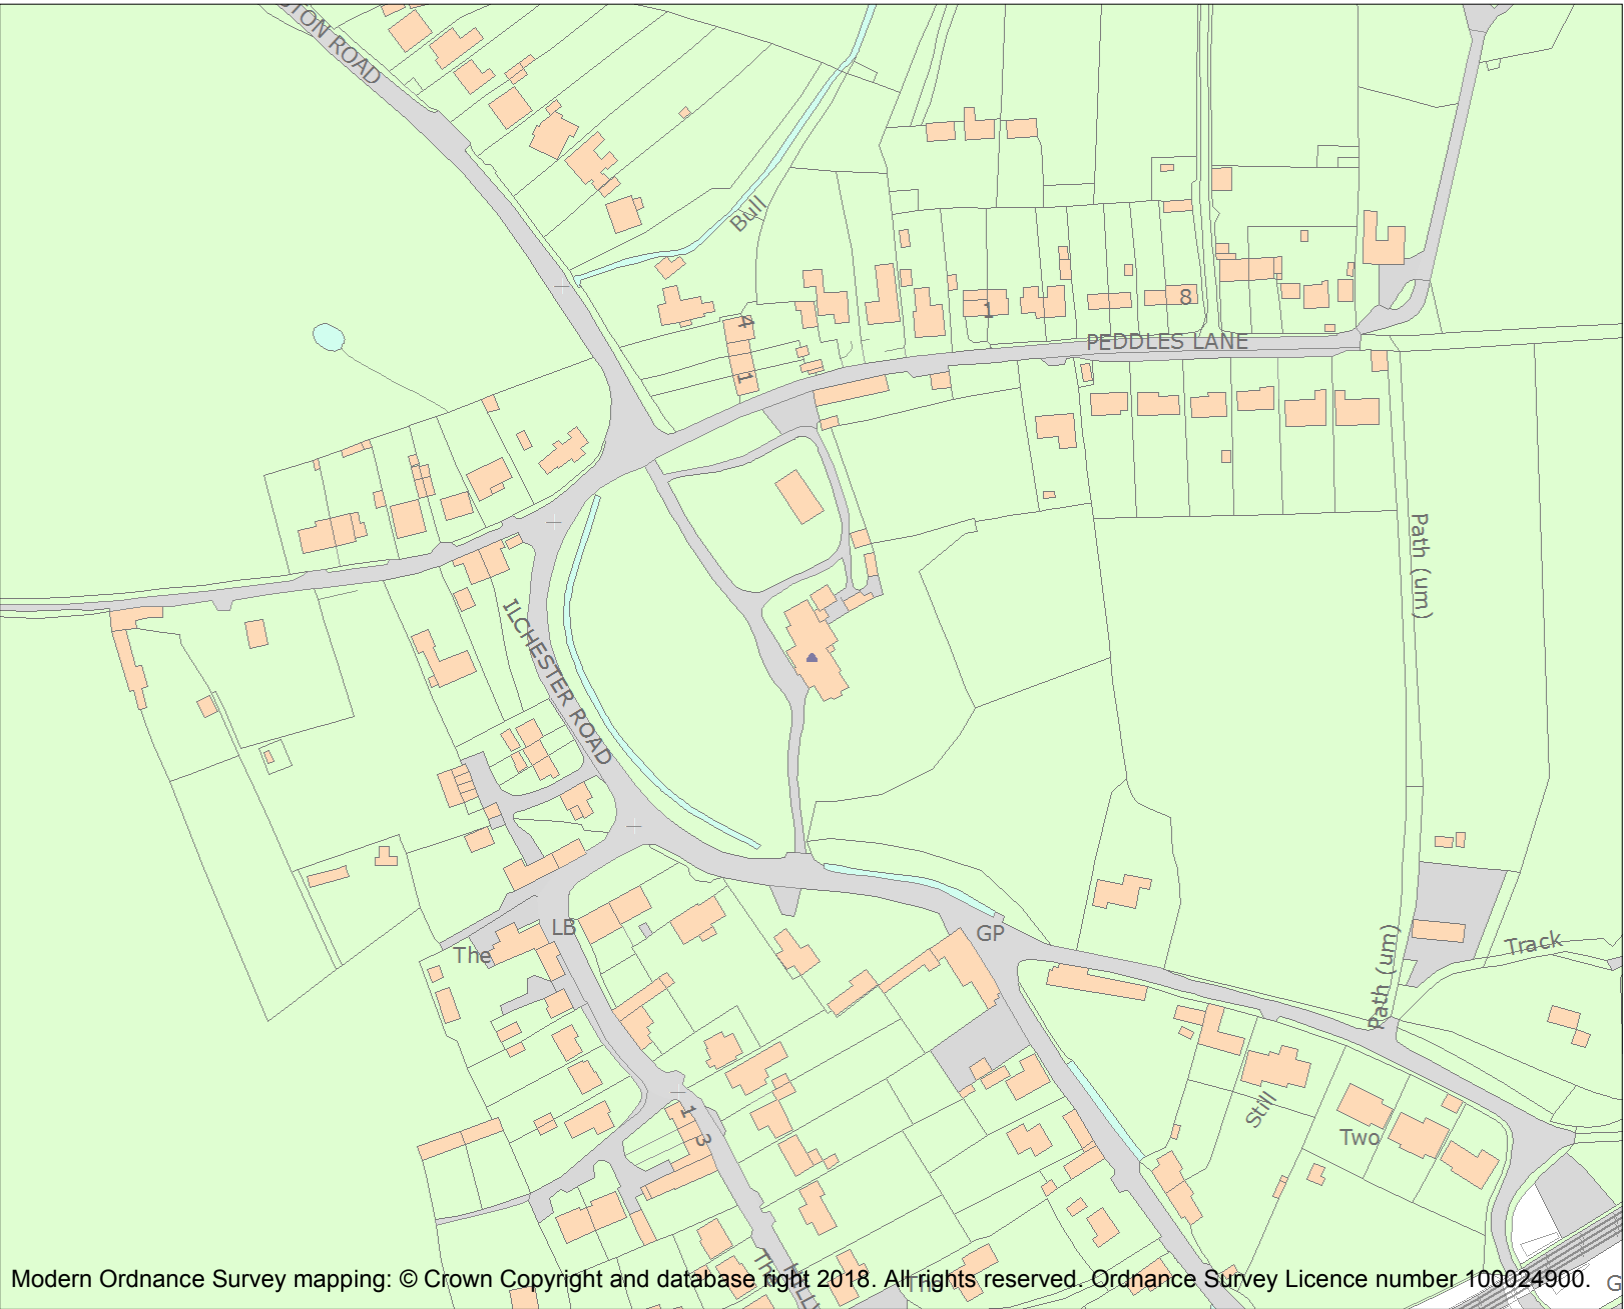 TON ROAD
Bull
4
1
1
8
PEDDLES LANE
Path (um)
ILCHESTER ROAD
LB
The
GP
Track
Path (um)
Still
Two
1
3
The
Modern Ordnance Survey mapping: © Crown Copyright and database right 2018. All rights reserved. Ordnance Survey Licence number 100024900.
G